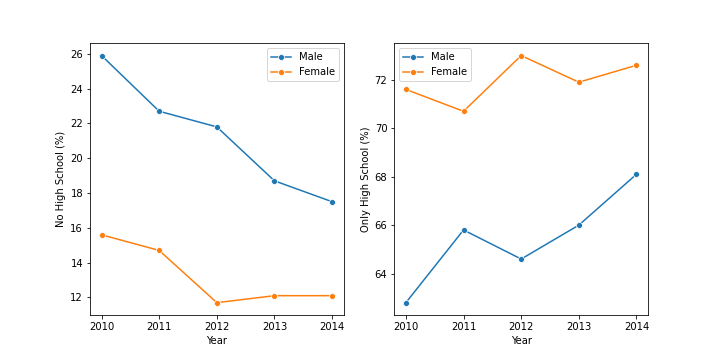 Male
Female
No High School (%)
26
24
22
20
18
16
14
12
2010 2011 2012 2013 2014
Year
Male
Female
Only High School (%)
72
70
68
66
64
2010 2011 2012 2013 2014
Year